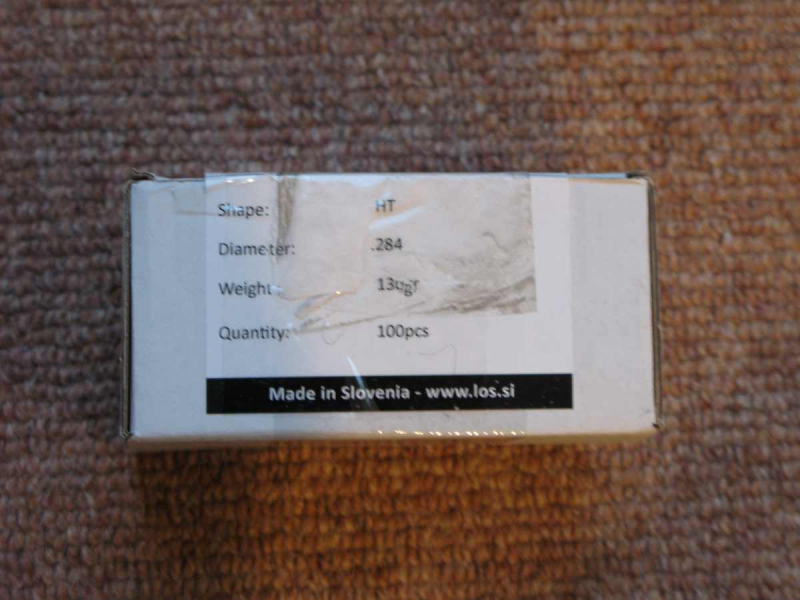 Shape: HT
Diameter: .284
Weight 130gr
Quantity: 100pcs
Made in Slovenia - www.los.si